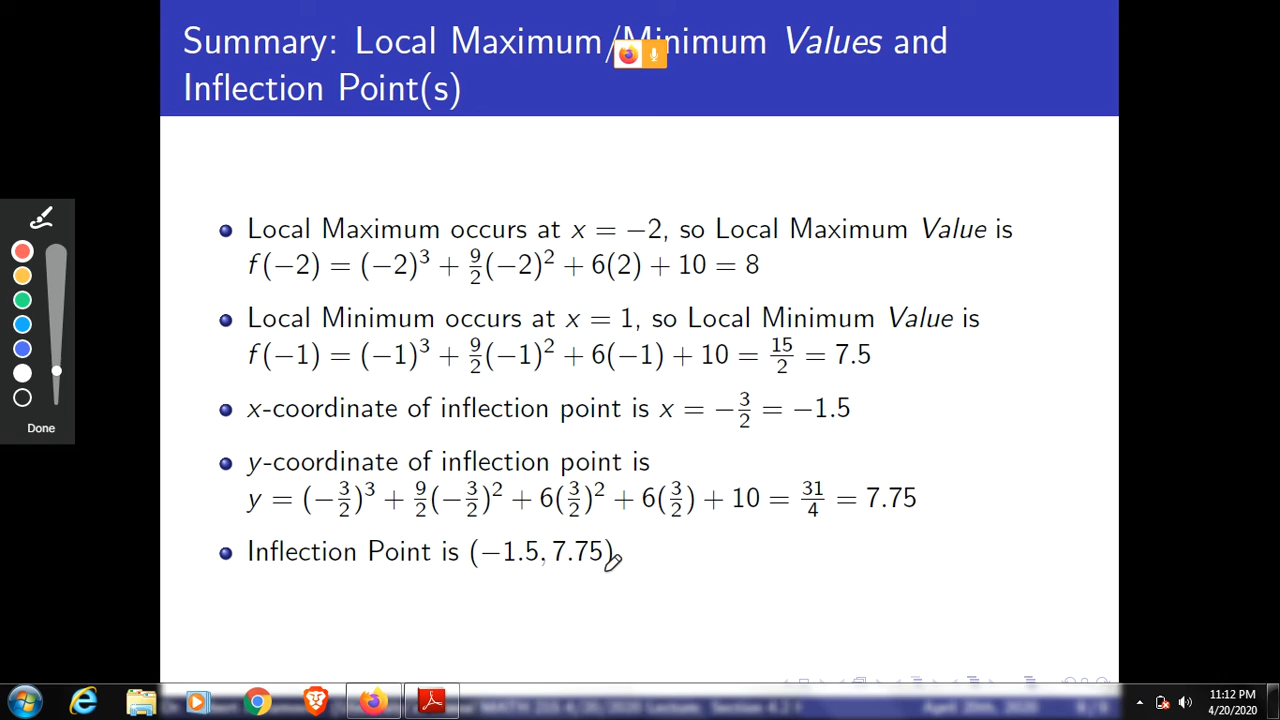 Summary: Local Maximum/Minimum Values and
Inflection Point(s)
Local Maximum occurs at x = −2, so Local Maximum Value is
f(−2) = (−2)³ + 9/2(−2)² + 6(2) + 10 = 8
Local Minimum occurs at x = 1, so Local Minimum Value is
f(−1) = (−1)³ + 9/2(−1)² + 6(−1) + 10 = 15/2 = 7.5
x-coordinate of inflection point is x = −3/2 = −1.5
y-coordinate of inflection point is
y = (−3/2)³ + 9/2(−3/2)² + 6(3/2)² + 6(3/2) + 10 = 31/4 = 7.75
Inflection Point is (−1.5, 7.75)
Done
11:12 PM
4/20/2020